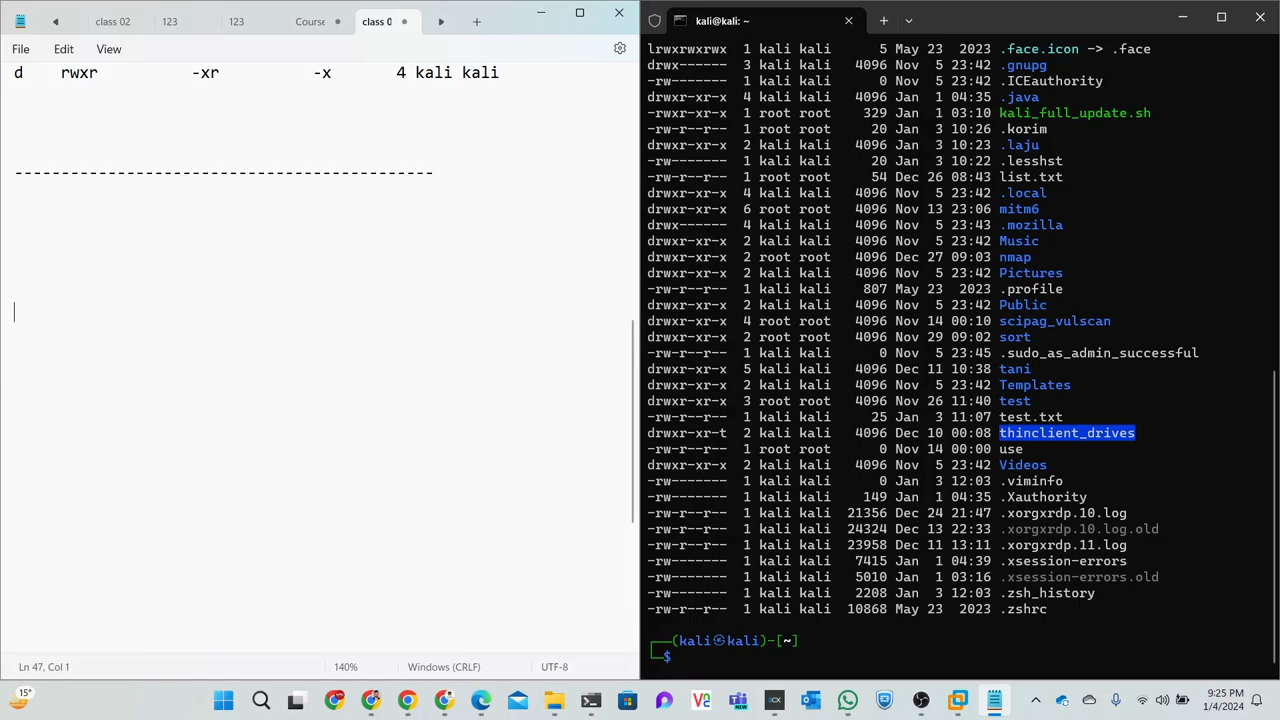 class 02
123
123
Course
class 0
File Edit View
d rwxr -xr -x 4 kali kali
--------------------------------------------
Ln 47, Col 1
140%
Windows (CRLF)
UTF-8
kali@kali: ~
lrwxrwxrwx 1 kali kali 5 May 23 2023 .face.icon -> .face
drwx------ 3 kali kali 4096 Nov 5 23:42 .gnupg
-rw------- 1 kali kali 0 Nov 5 23:42 .ICEauthority
drwxr-xr-x 4 kali kali 4096 Jan 1 04:35 .java
-rwxr-xr-x 1 root root 329 Jan 1 03:10 kali_full_update.sh
-rw-r--r-- 1 root root 20 Jan 3 10:26 .korim
drwxr-xr-x 2 kali kali 4096 Jan 3 10:23 .laju
-rw------- 1 kali kali 20 Jan 3 10:22 .lesshst
-rw-r--r-- 1 root root 54 Dec 26 08:43 list.txt
drwxr-xr-x 4 kali kali 4096 Nov 5 23:42 .local
drwxr-xr-x 6 root root 4096 Nov 13 23:06 mitm6
drwx------ 4 kali kali 4096 Nov 5 23:43 .mozilla
drwxr-xr-x 2 kali kali 4096 Nov 5 23:42 Music
drwxr-xr-x 2 root root 4096 Dec 27 09:03 nmap
drwxr-xr-x 2 kali kali 4096 Nov 5 23:42 Pictures
-rw-r--r-- 1 kali kali 807 May 23 2023 .profile
drwxr-xr-x 2 kali kali 4096 Nov 5 23:42 Public
drwxr-xr-x 4 root root 4096 Nov 14 00:10 scipag_vulscan
drwxr-xr-x 2 root root 4096 Nov 29 09:02 sort
-rw-r--r-- 1 kali kali 0 Nov 5 23:45 .sudo_as_admin_successful
drwxr-xr-x 5 kali kali 4096 Dec 11 10:38 tani
drwxr-xr-x 2 kali kali 4096 Nov 5 23:42 Templates
drwxr-xr-x 3 root root 4096 Nov 26 11:40 test
-rw-r--r-- 1 kali kali 25 Jan 3 11:07 test.txt
drwxr-xr-t 2 kali kali 4096 Dec 10 00:08 thinclient_drives
-rw-r--r-- 1 root root 0 Nov 14 00:00 use
drwxr-xr-x 2 kali kali 4096 Nov 5 23:42 Videos
-rw------- 1 kali kali 0 Jan 3 12:03 .viminfo
-rw------- 1 kali kali 149 Jan 1 04:35 .Xauthority
-rw-r--r-- 1 kali kali 21356 Dec 24 21:47 .xorgxrdp.10.log
-rw-r--r-- 1 kali kali 24324 Dec 13 22:33 .xorgxrdp.10.log.old
-rw-r--r-- 1 kali kali 23958 Dec 11 13:11 .xorgxrdp.11.log
-rw------- 1 kali kali 7415 Jan 1 04:39 .xsession-errors
-rw------- 1 kali kali 5010 Jan 1 03:16 .xsession-errors.old
-rw------- 1 kali kali 2208 Jan 3 12:03 .zsh_history
-rw-r--r-- 1 kali kali 10868 May 23 2023 .zshrc
┌──(kali㉿kali)-[~]
└─$
15°
9:25 PM
1/4/2024